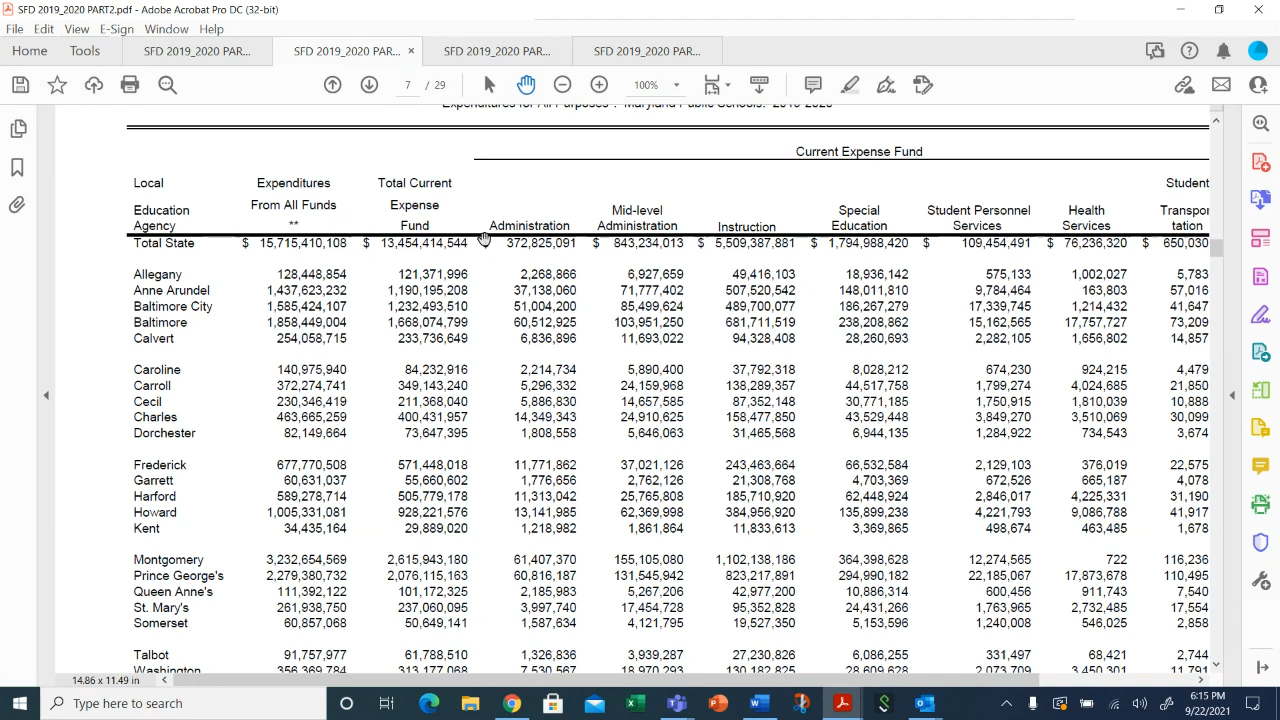 SFD 2019_2020 PART2.pdf - Adobe Acrobat Pro DC (32-bit)
File Edit View E-Sign Window Help
Home Tools SFD 2019_2020 PAR... SFD 2019_2020 PAR... × SFD 2019_2020 PAR... SFD 2019_2020 PAR...
7 / 29 100%
Current Expense Fund
Local Expenditures Total Current Student
From All Funds Expense
Education Mid-level Special Student Personnel Health Transpor
Agency ** Fund Administration Administration Instruction Education Services Services tation
Total State $ 15,715,410,108 $ 13,454,414,544 372,825,091 $ 843,234,013 $ 5,509,387,881 $ 1,794,988,420 $ 109,454,491 $ 76,236,320 $ 650,030
Allegany 128,448,854 121,371,996 2,268,866 6,927,659 49,416,103 18,936,142 575,133 1,002,027 5,783
Anne Arundel 1,437,623,232 1,190,195,208 37,138,060 71,777,402 507,520,542 148,011,810 9,784,464 163,803 57,016
Baltimore City 1,585,424,107 1,232,493,510 51,004,200 85,499,624 489,700,077 186,267,279 17,339,745 1,214,432 41,647
Baltimore 1,858,449,004 1,668,074,799 60,512,925 103,951,250 681,711,519 238,208,862 15,162,565 17,757,727 73,209
Calvert 254,058,715 233,736,649 6,836,896 11,693,022 94,328,408 28,260,693 2,282,105 1,656,802 14,857
Caroline 140,975,940 84,232,916 2,214,734 5,890,400 37,792,318 8,028,212 674,230 924,215 4,479
Carroll 372,274,741 349,143,240 5,296,332 24,159,968 138,289,357 44,517,758 1,799,274 4,024,685 21,850
Cecil 230,346,419 211,368,040 5,886,330 14,657,585 87,352,148 30,771,185 1,750,915 1,810,039 10,888
Charles 463,665,259 400,431,957 14,349,343 24,910,625 158,477,850 43,529,448 3,849,270 3,510,069 30,099
Dorchester 82,149,664 73,647,395 1,808,558 5,646,063 31,465,568 6,944,135 1,284,922 734,543 3,674
Frederick 677,770,508 571,448,018 11,771,862 37,021,126 243,463,664 66,532,584 2,129,103 376,019 22,575
Garrett 60,631,037 55,660,602 1,776,656 2,762,126 21,308,768 4,703,369 672,526 665,187 4,078
Harford 589,278,714 505,779,178 11,313,042 25,765,808 185,710,920 62,448,924 2,846,017 4,225,331 31,190
Howard 1,005,331,081 928,221,576 13,141,985 62,369,998 384,956,920 135,899,238 4,221,793 9,086,788 41,917
Kent 34,435,164 29,889,020 1,218,982 1,861,864 11,833,613 3,369,865 498,674 463,485 1,678
Montgomery 3,232,654,569 2,615,943,180 61,407,370 155,105,080 1,102,138,186 364,398,628 12,274,565 722 116,236
Prince George's 2,279,380,732 2,076,115,163 60,816,187 131,545,942 823,217,891 294,990,182 22,185,067 17,873,678 110,495
Queen Anne's 111,392,122 101,172,325 2,185,983 5,267,206 42,977,200 10,886,314 600,456 911,743 7,540
St. Mary's 261,938,750 237,060,095 3,997,740 17,454,728 95,352,828 24,431,266 1,763,965 2,732,485 17,554
Somerset 60,857,068 50,649,141 1,587,634 4,121,795 19,527,350 5,153,596 1,240,008 546,025 2,858
Talbot 91,757,977 61,788,510 1,326,836 3,939,287 27,230,826 6,086,255 331,497 68,421 2,744
Washington 356,369,784 313,177,068 7,530,567 18,970,293 130,182,825 28,609,628 2,073,709 3,450,301 11,791
14.86 x 11.49 in
Type here to search
6:15 PM
9/22/2021